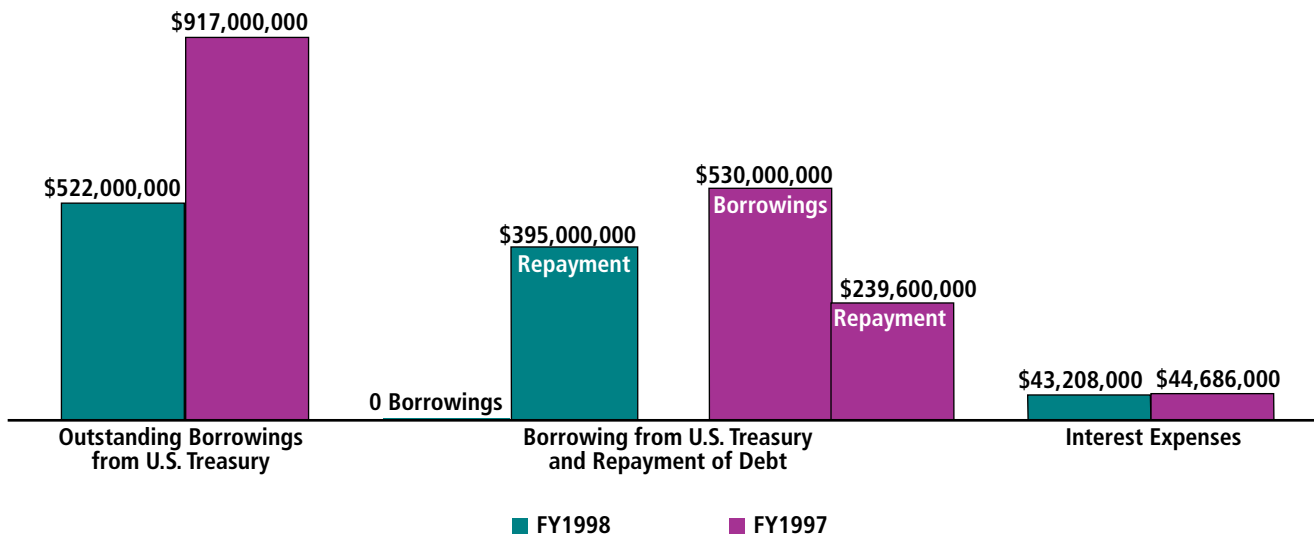 $917,000,000
$522,000,000
0 Borrowings
$395,000,000
Repayment
$530,000,000
Borrowings
$239,600,000
Repayment
$43,208,000
$44,686,000
Outstanding Borrowings
from U.S. Treasury
Borrowing from U.S. Treasury
and Repayment of Debt
Interest Expenses
FY1998
FY1997